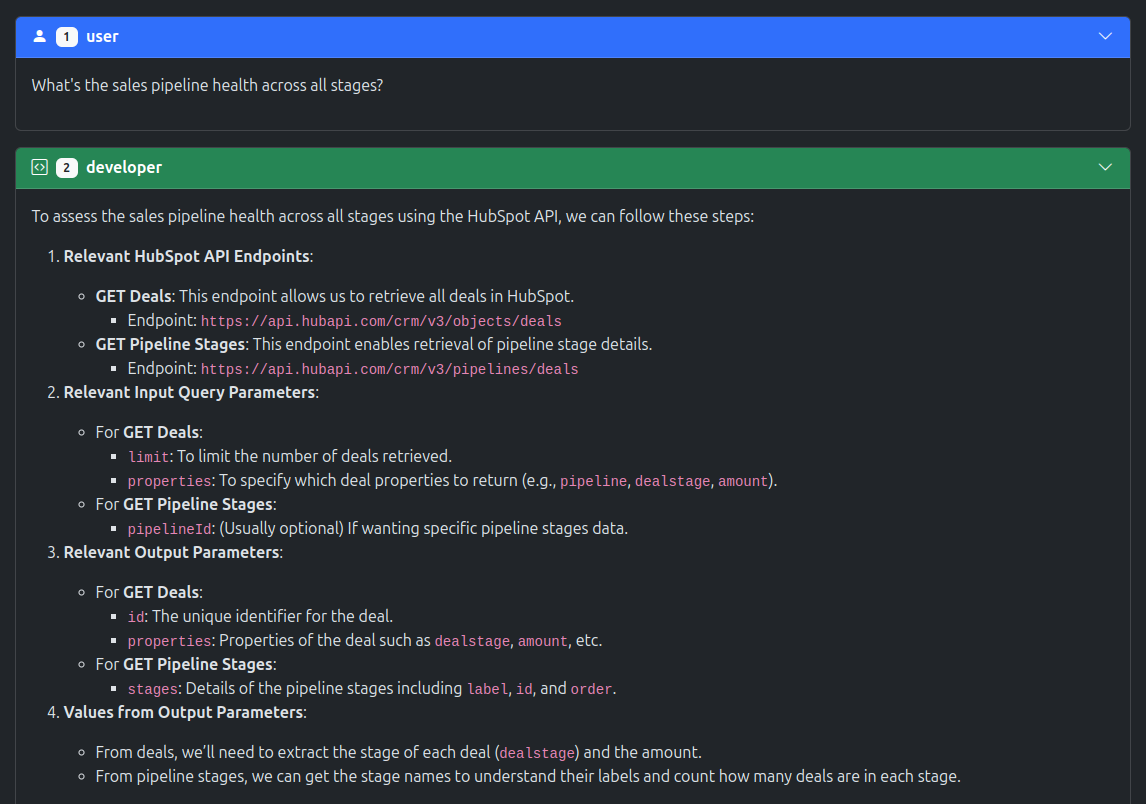 1 user
What's the sales pipeline health across all stages?
2 developer
To assess the sales pipeline health across all stages using the HubSpot API, we can follow these steps:
1. Relevant HubSpot API Endpoints:
◦ GET Deals: This endpoint allows us to retrieve all deals in HubSpot.
▪ Endpoint: https://api.hubapi.com/crm/v3/objects/deals
◦ GET Pipeline Stages: This endpoint enables retrieval of pipeline stage details.
▪ Endpoint: https://api.hubapi.com/crm/v3/pipelines/deals
2. Relevant Input Query Parameters:
◦ For GET Deals:
▪ limit: To limit the number of deals retrieved.
▪ properties: To specify which deal properties to return (e.g., pipeline, dealstage, amount).
◦ For GET Pipeline Stages:
▪ pipelineId: (Usually optional) If wanting specific pipeline stages data.
3. Relevant Output Parameters:
◦ For GET Deals:
▪ id: The unique identifier for the deal.
▪ properties: Properties of the deal such as dealstage, amount, etc.
◦ For GET Pipeline Stages:
▪ stages: Details of the pipeline stages including label, id, and order.
4. Values from Output Parameters:
◦ From deals, we’ll need to extract the stage of each deal (dealstage) and the amount.
◦ From pipeline stages, we can get the stage names to understand their labels and count how many deals are in each stage.